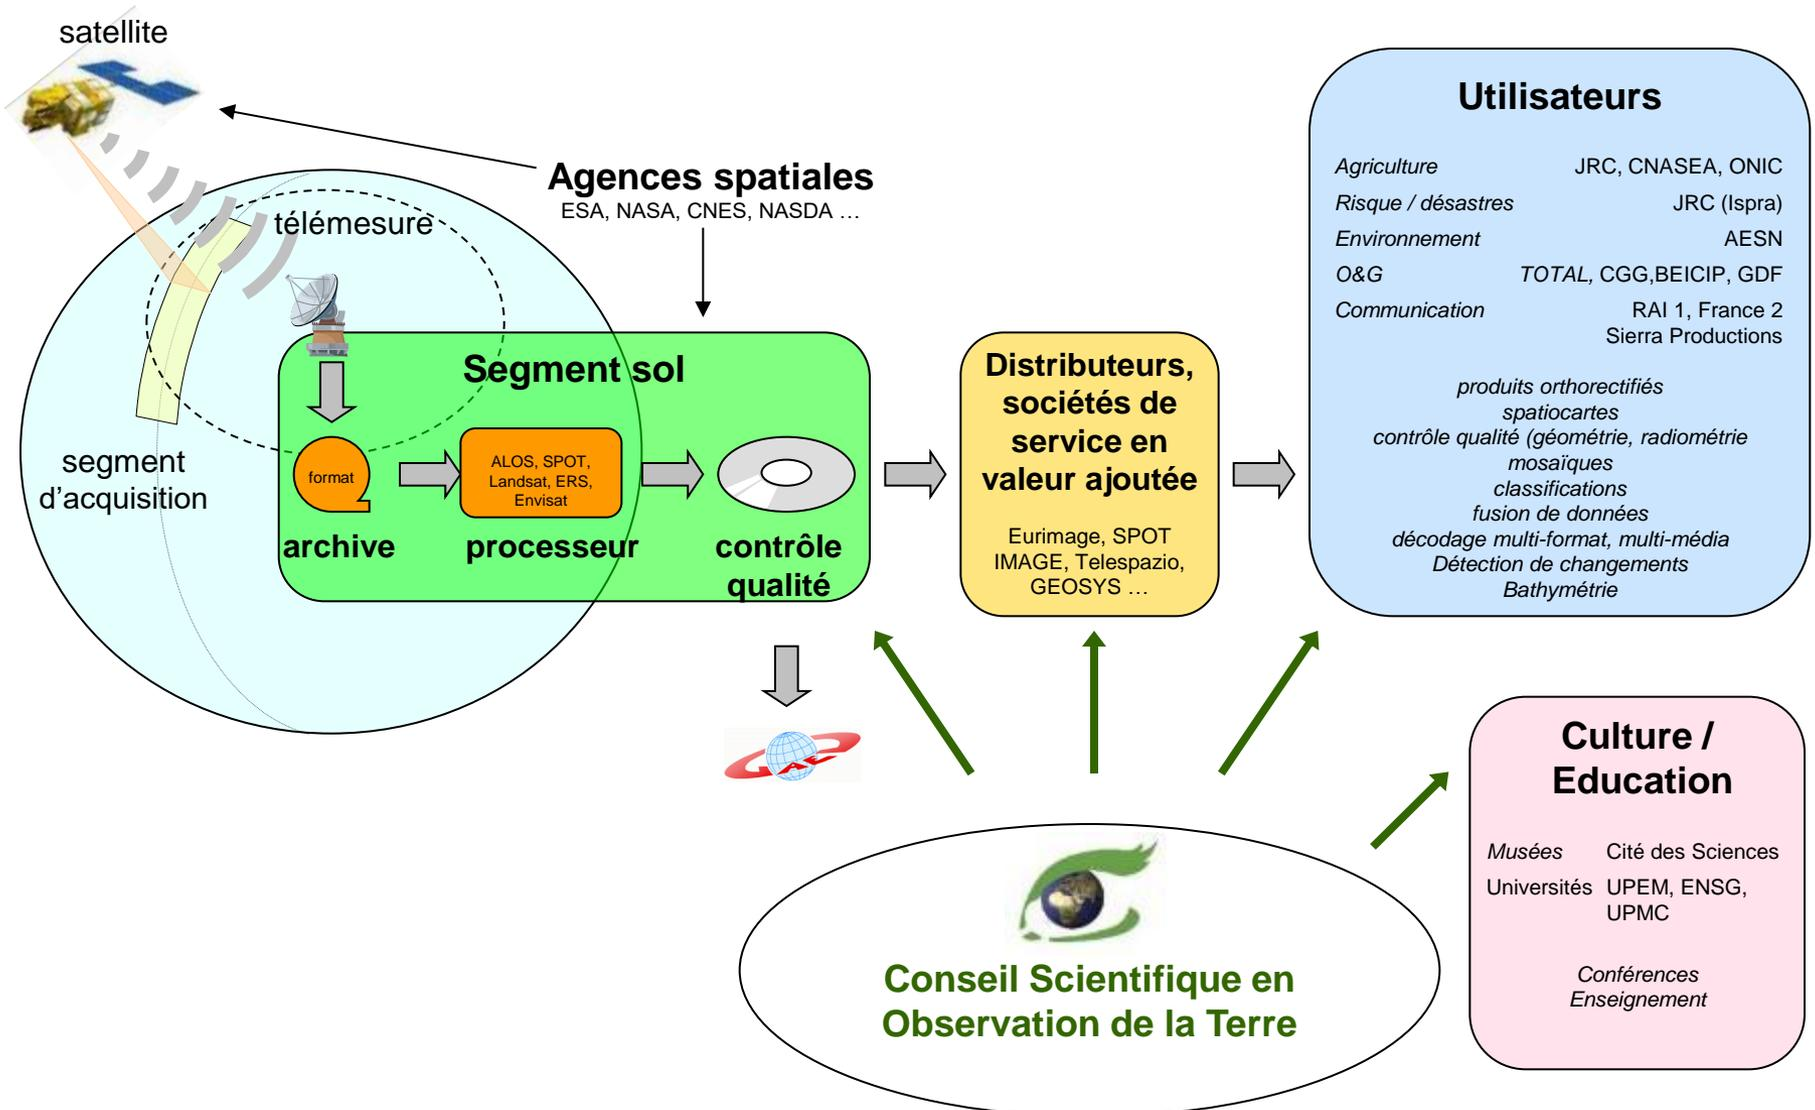 satellite
Agences spatiales
ESA, NASA, CNES, NASDA …
télémesure
segment
d’acquisition
Segment sol
format
archive
ALOS, SPOT,
Landsat, ERS,
Envisat
processeur
contrôle
qualité
GAEL
Distributeurs,
sociétés de
service en
valeur ajoutée
Eurimage, SPOT
IMAGE, Telespazio,
GEOSYS …
Utilisateurs
Agriculture JRC, CNASEA, ONIC
Risque / désastres JRC (Ispra)
Environnement AESN
O&G TOTAL, CGG,BEICIP, GDF
Communication RAI 1, France 2
Sierra Productions
produits orthorectifiés
spatiocartes
contrôle qualité (géométrie, radiométrie
mosaïques
classifications
fusion de données
décodage multi-format, multi-média
Détection de changements
Bathymétrie
Culture /
Education
Musées Cité des Sciences
Universités UPEM, ENSG,
UPMC
Conférences
Enseignement
Conseil Scientifique en
Observation de la Terre